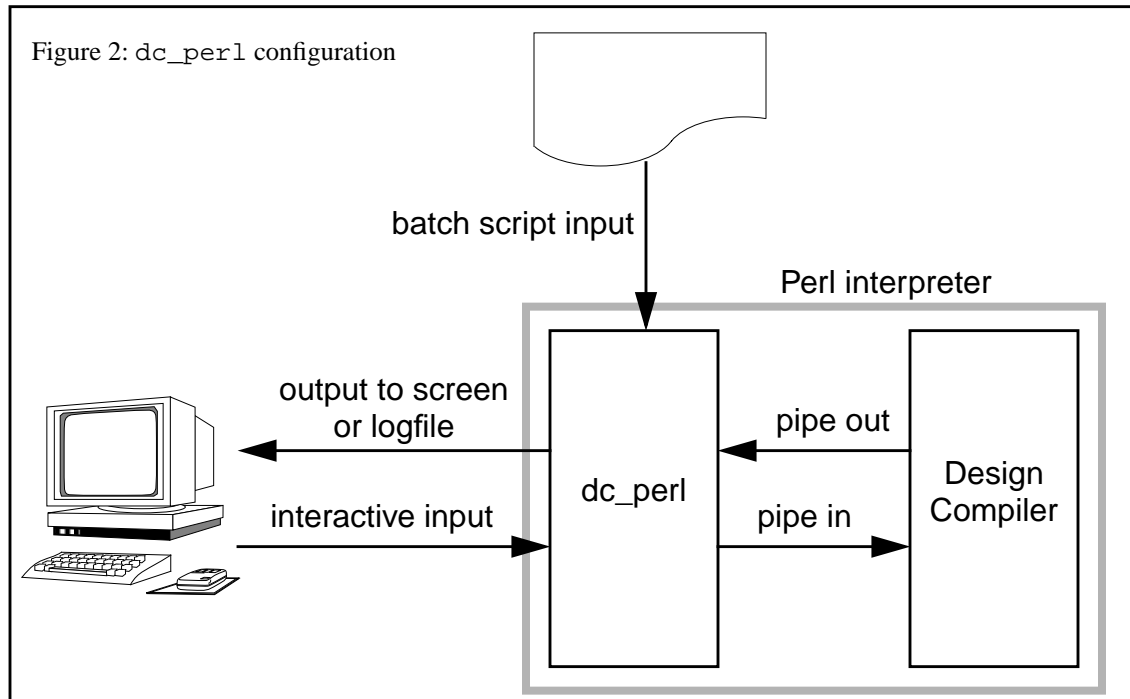 Figure 2: dc_perl configuration
batch script input
Perl interpreter
output to screen
or logfile
pipe out
dc_perl
Design
Compiler
interactive input
pipe in